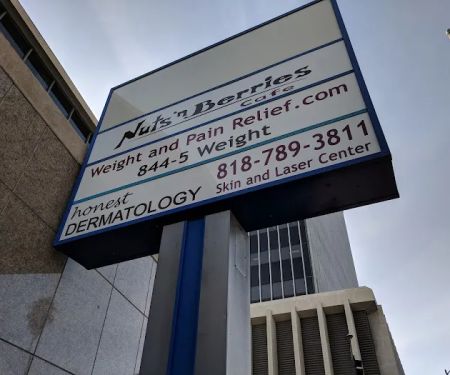 Nuts 'n Berries
Cafe
Weight and Pain Relief.com
844-5 Weight
honest
DERMATOLOGY
818-789-3811
Skin and Laser Center